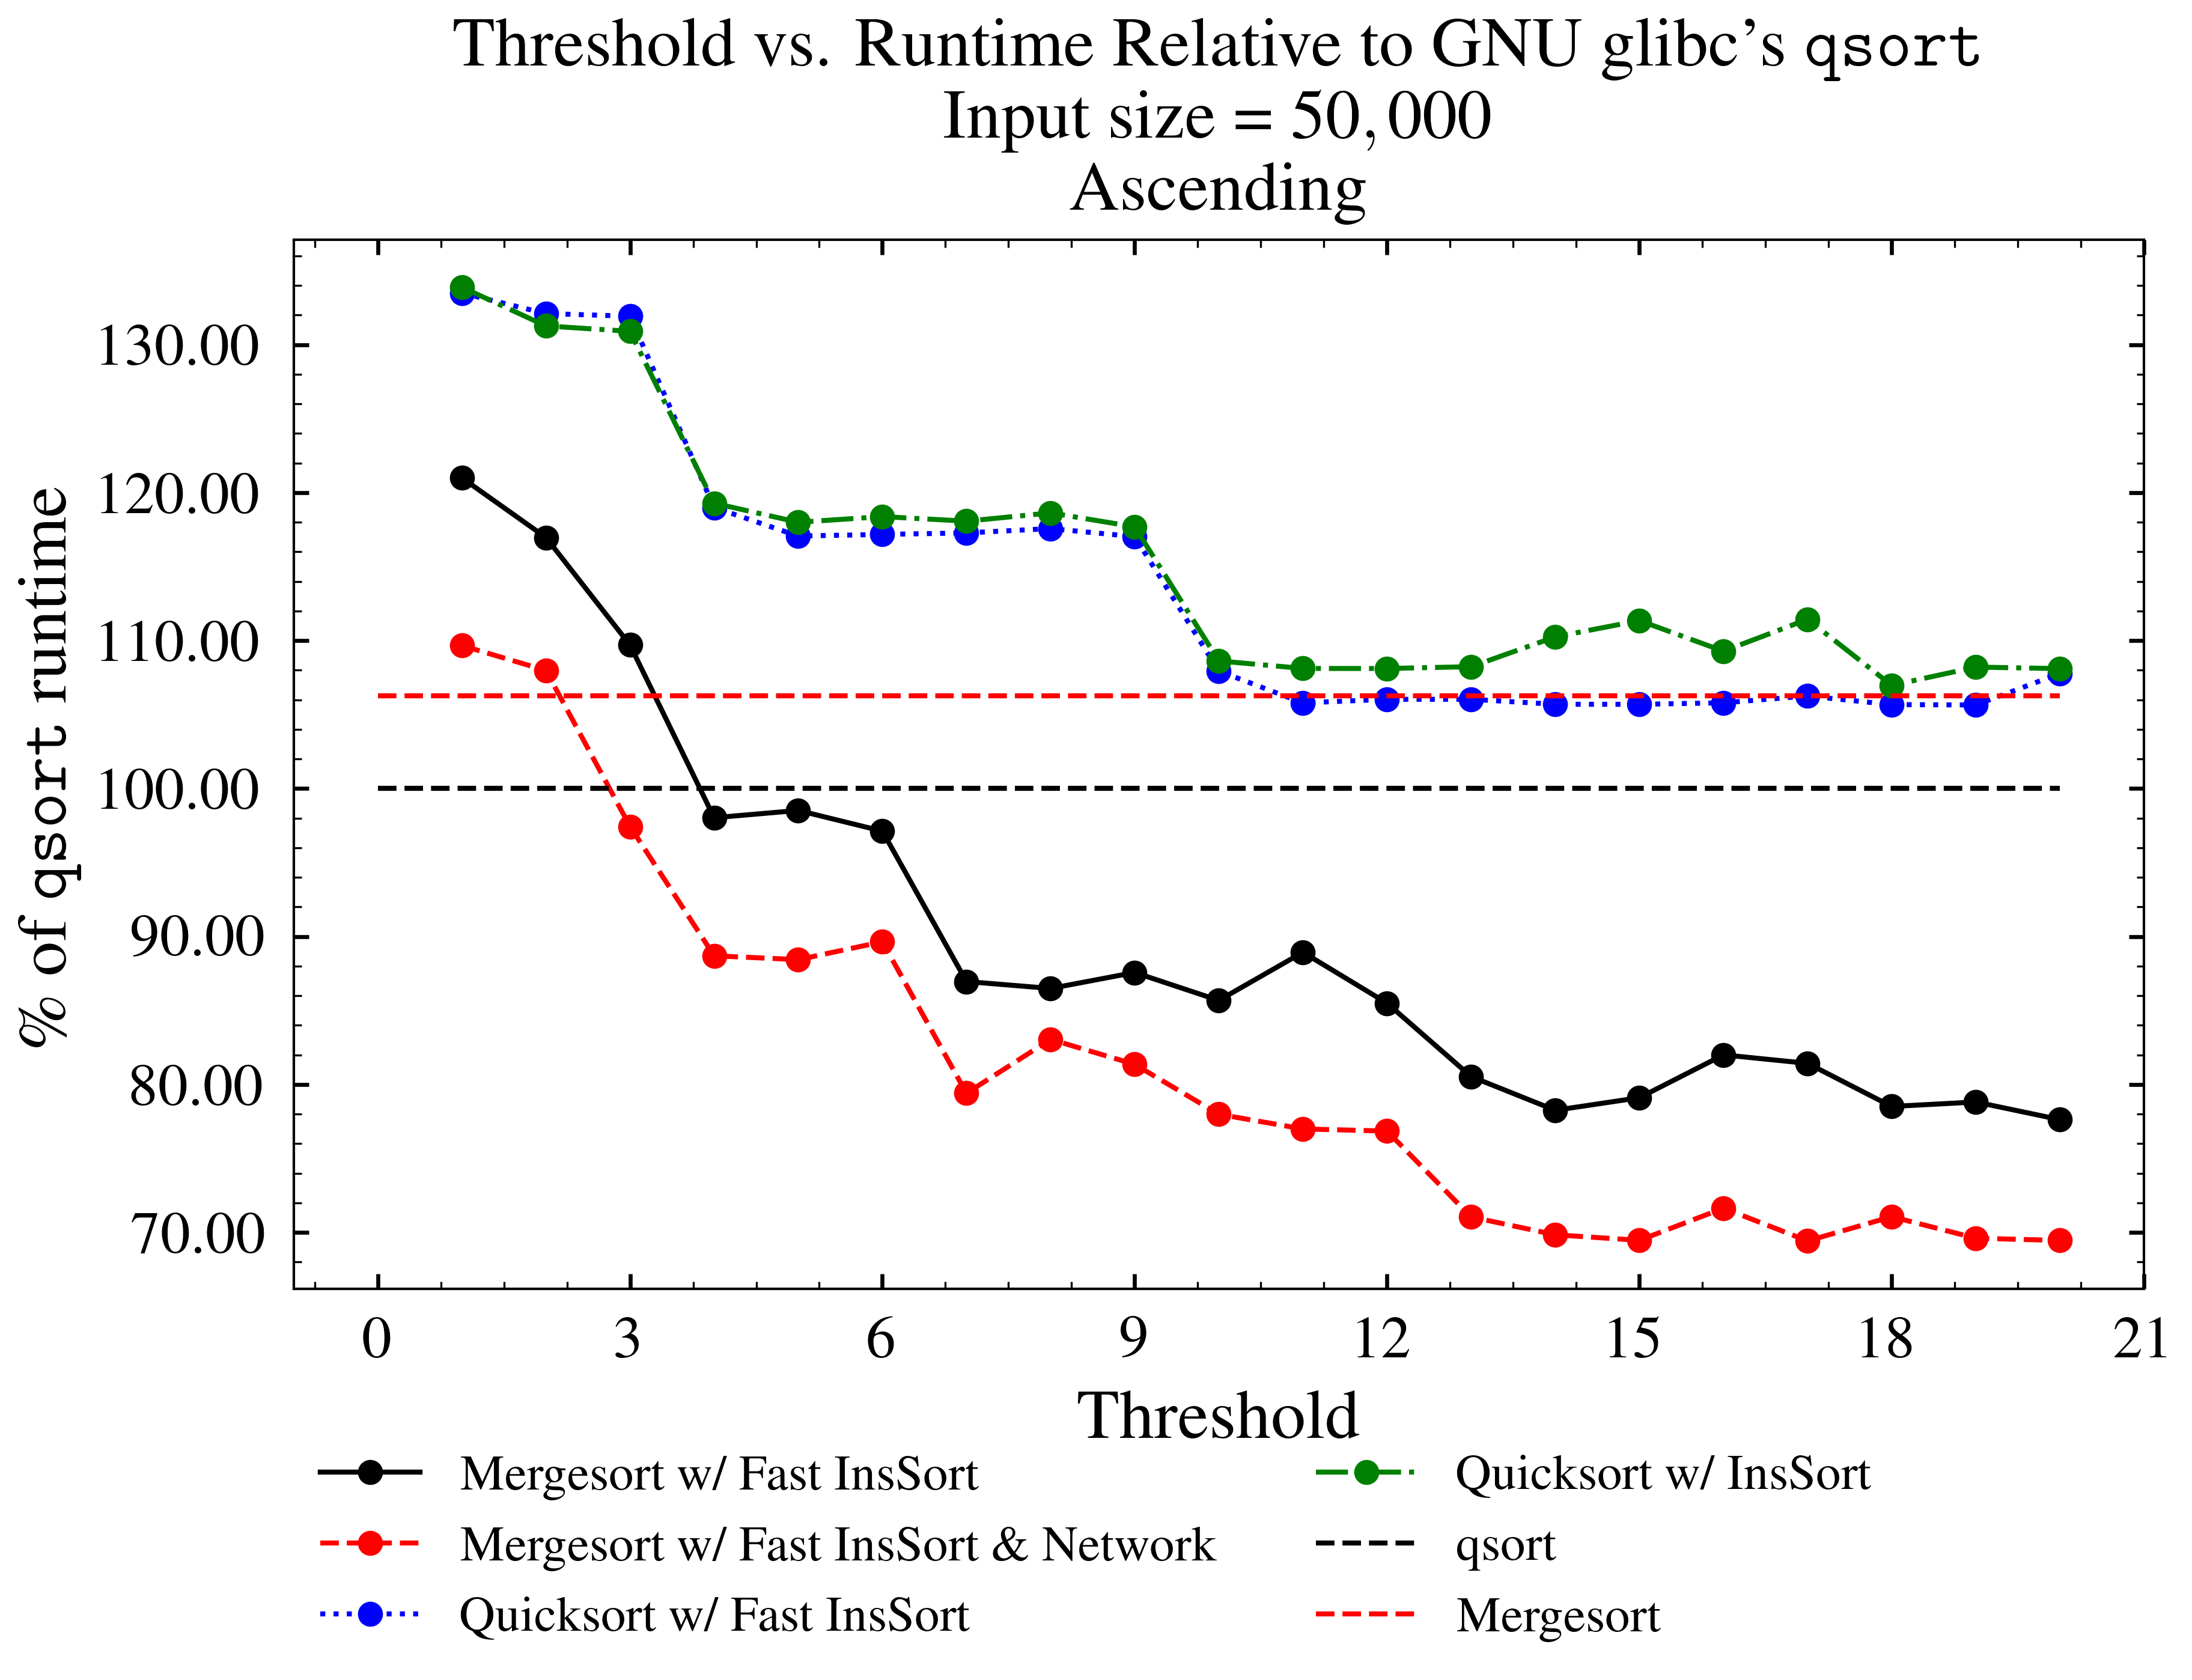 Threshold vs. Runtime Relative to GNU glibc's qsort
Input size = 50,000
Ascending
% of qsort runtime
130.00
120.00
110.00
100.00
90.00
80.00
70.00
0 3 6 9 12 15 18 21
Threshold
Mergesort w/ Fast InsSort
Mergesort w/ Fast InsSort & Network
Quicksort w/ Fast InsSort
Quicksort w/ InsSort
qsort
Mergesort